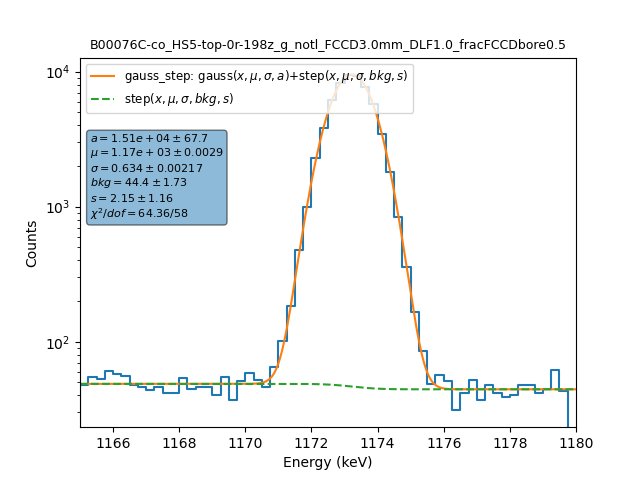 B00076C-co_HS5-top-0r-198z_g_notl_FCCD3.0mm_DLF1.0_fracFCCDbore0.5
gauss_step: gauss(x, μ, σ, a)+step(x, μ, σ, bkg, s)
step(x, μ, σ, bkg, s)
a = 1.51e + 04 ± 67.7
μ = 1.17e + 03 ± 0.0029
σ = 0.634 ± 0.00217
bkg = 44.4 ± 1.73
s = 2.15 ± 1.16
χ²/dof = 64.36/58
10⁴
10³
10²
Counts
1166 1168 1170 1172 1174 1176 1178 1180
Energy (keV)